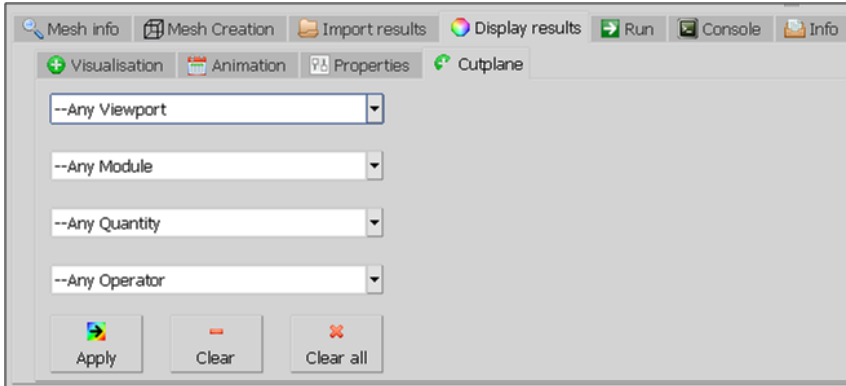 Mesh info Mesh Creation Import results Display results Run Console Info
Visualisation Animation Properties Cutplane
--Any Viewport
--Any Module
--Any Quantity
--Any Operator
Apply Clear Clear all